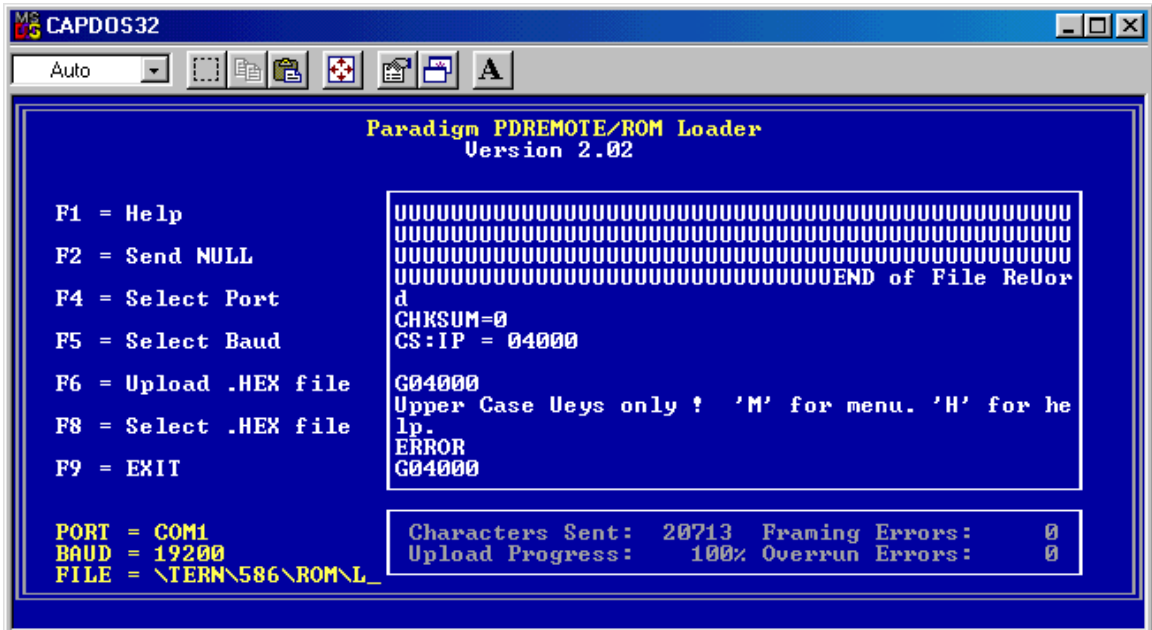 CAPDOS32
Auto
A
Paradigm PDREMOTE/ROM Loader
Version 2.02
F1 = Help
F2 = Send NULL
F4 = Select Port
F5 = Select Baud
F6 = Upload .HEX file
F8 = Select .HEX file
F9 = EXIT
UUUUUUUUUUUUUUUUUUUUUUUUUUUUUUUUUUUUUUUUUUUUUUUU
UUUUUUUUUUUUUUUUUUUUUUUUUUUUUUUUUUUUUUUUUUUUUUUU
UUUUUUUUUUUUUUUUUUUUUUUUUUUUUUUUUUUUUUUUUUUUUUUU
UUUUUUUUUUUUUUUUUUUUUUUUUUUUUUUEND of File ReUor
d
CHKSUM=0
CS:IP = 04000
G04000
Upper Case Ueys only !  'M' for menu. 'H' for he
lp.
ERROR
G04000
PORT = COM1
BAUD = 19200
FILE = \TERN\586\ROM\L_
Characters Sent: 20713 Framing Errors: 0
Upload Progress: 100% Overrun Errors: 0